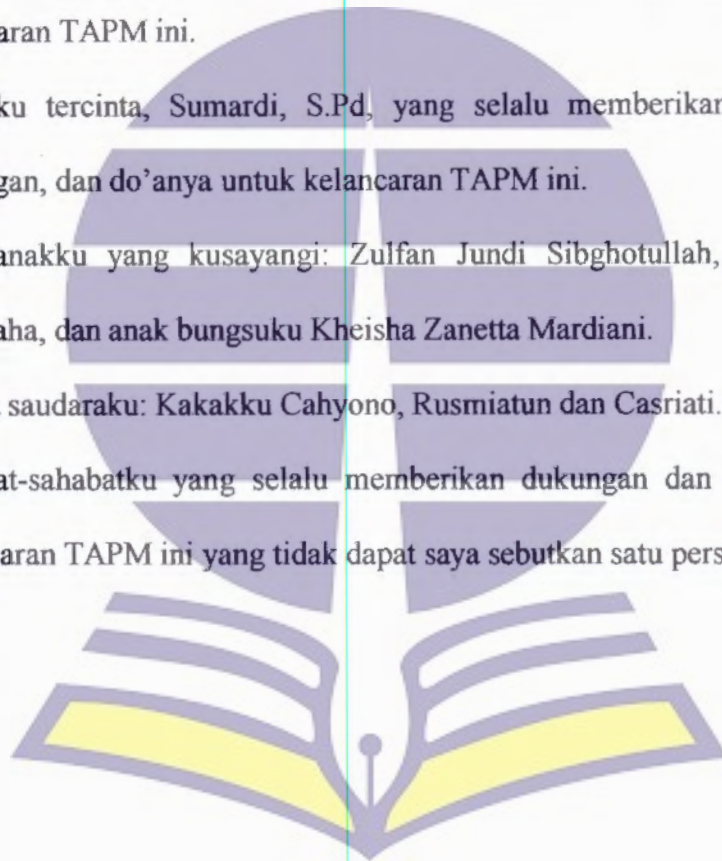 aran TAPM ini.
ku tercinta, Sumardi, S.Pd, yang selalu memberikan
gan, dan do'anya untuk kelancaran TAPM ini.
anakku yang kusayangi: Zulfan Jundi Sibghotullah,
aha, dan anak bungsuku Kheisha Zanetta Mardiani.
saudaraku: Kakakku Cahyono, Rusmiatun dan Casriati.
at-sahabatku yang selalu memberikan dukungan dan
aran TAPM ini yang tidak dapat saya sebutkan satu pers